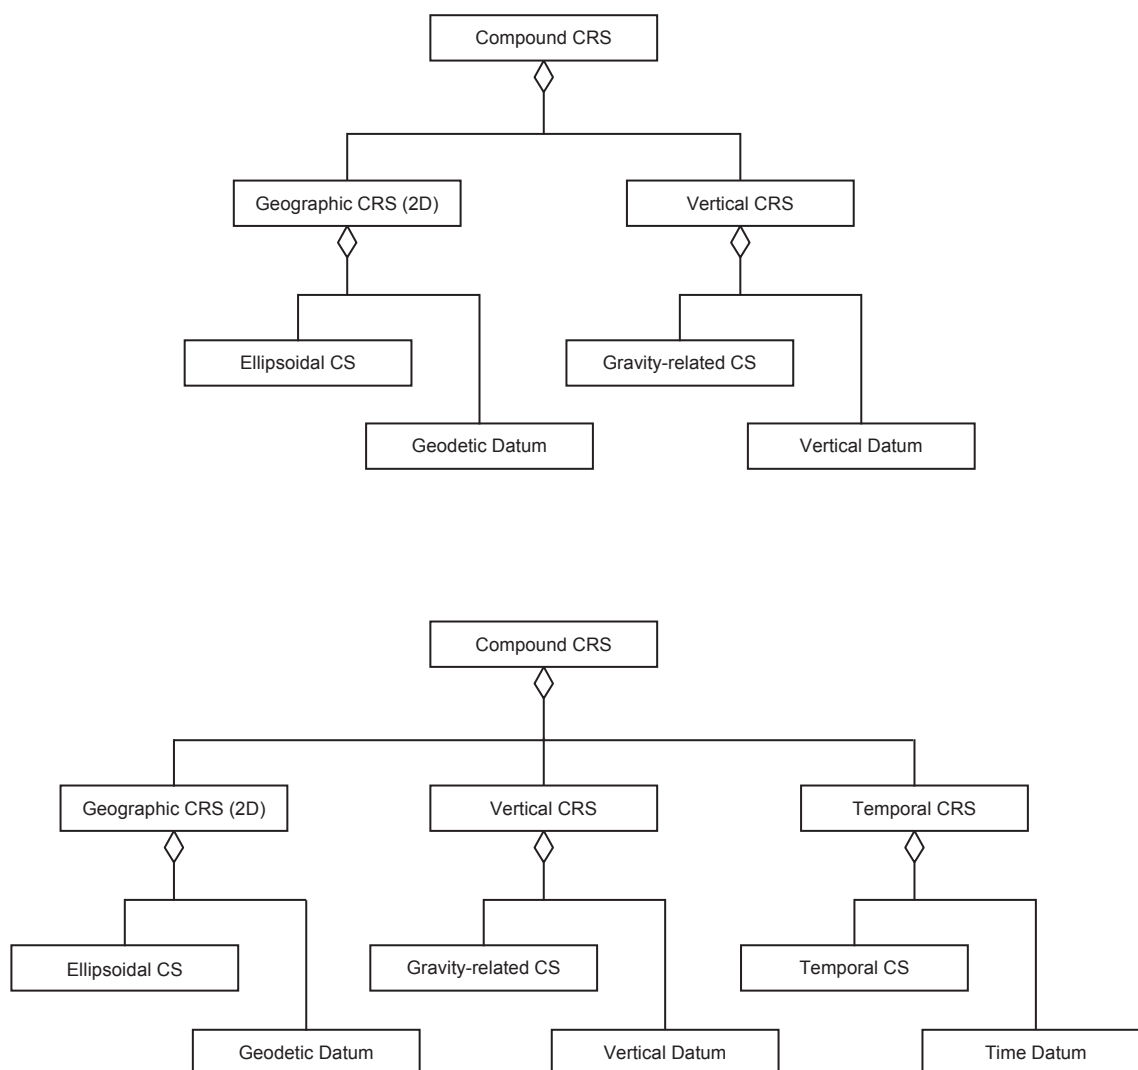 Compound CRS
Geographic CRS (2D)
Vertical CRS
Ellipsoidal CS
Gravity-related CS
Geodetic Datum
Vertical Datum
Compound CRS
Geographic CRS (2D)
Vertical CRS
Temporal CRS
Ellipsoidal CS
Gravity-related CS
Temporal CS
Geodetic Datum
Vertical Datum
Time Datum